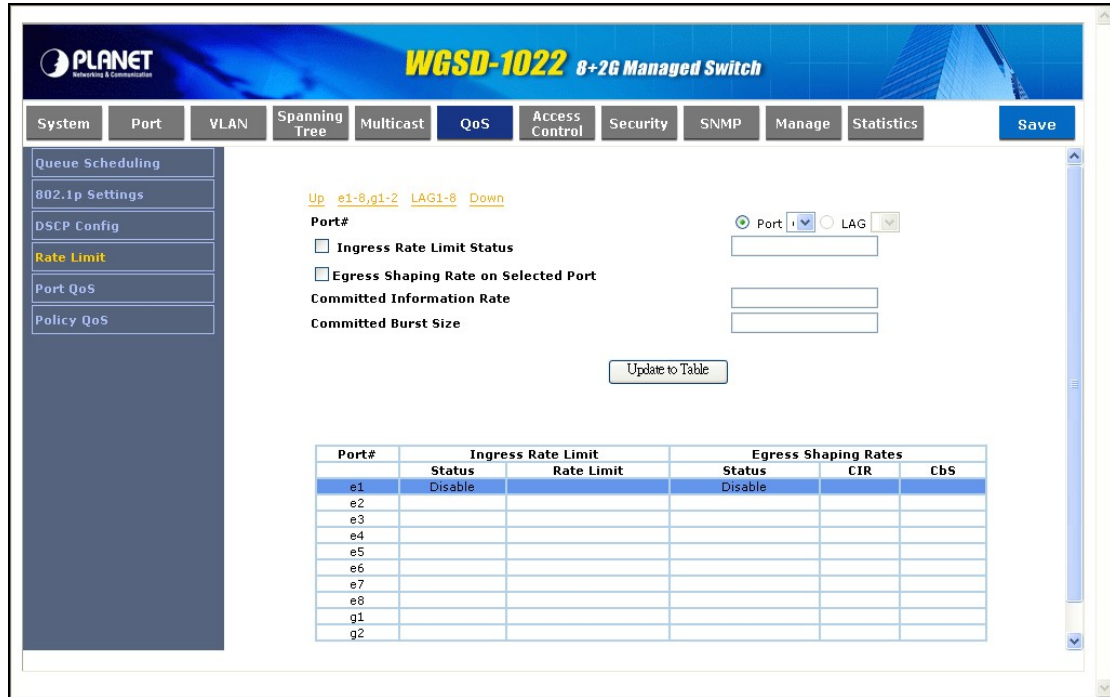 PLANET
Networking & Communication
WGSD-1022 8+2G Managed Switch
System Port VLAN Spanning Tree Multicast QoS Access Control Security SNMP Manage Statistics Save
Queue Scheduling
802.1p Settings
DSCP Config
Rate Limit
Port QoS
Policy QoS
Up e1-8,g1-2 LAG1-8 Down
Port# Port LAG
Ingress Rate Limit Status
Egress Shaping Rate on Selected Port
Committed Information Rate
Committed Burst Size
Update to Table
Port# Ingress Rate Limit Egress Shaping Rates
Status Rate Limit Status CIR CbS
e1 Disable Disable
e2
e3
e4
e5
e6
e7
e8
g1
g2